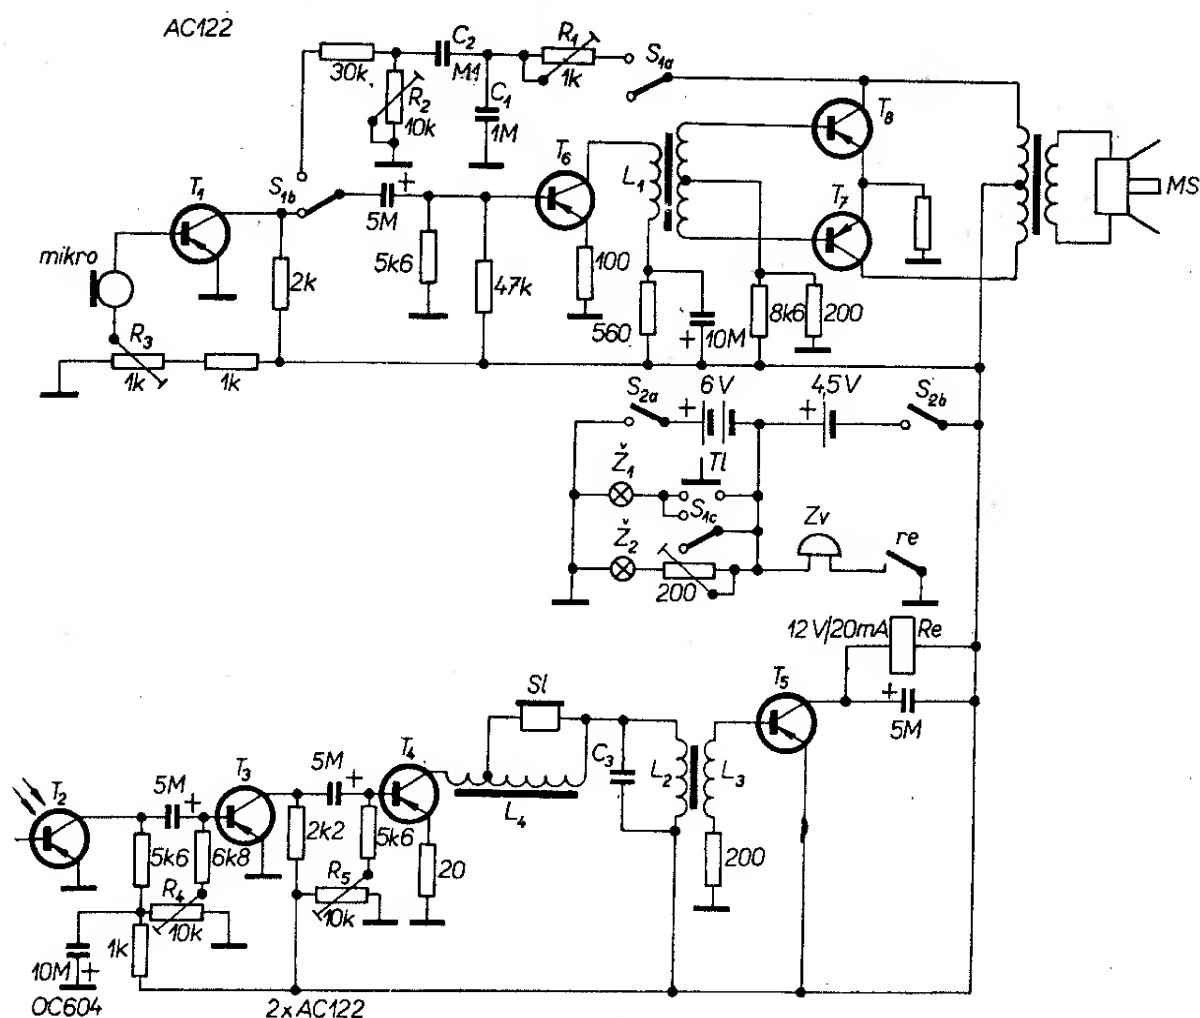 AC122
30k
C2
M1
R2
10k
C1
1M
R1
1k
S1a
T1
S1b
5M
+
5k6
47k
T6
100
L1
560
+
10M
8k6
200
T8
T7
MS
mikro
2k
R3
1k
1k
S2a
+
6V
+
4,5V
S2b
Tl
Ž1
S1c
Ž2
200
Zv
re
12V/20mA
Re
+
5M
T5
Sl
C3
L2
L3
200
L4
T4
5M
+
5k6
20
T3
2k2
R5
10k
T2
5M
+
5k6
6k8
R4
10k
1k
10M
+
OC604
2xAC122